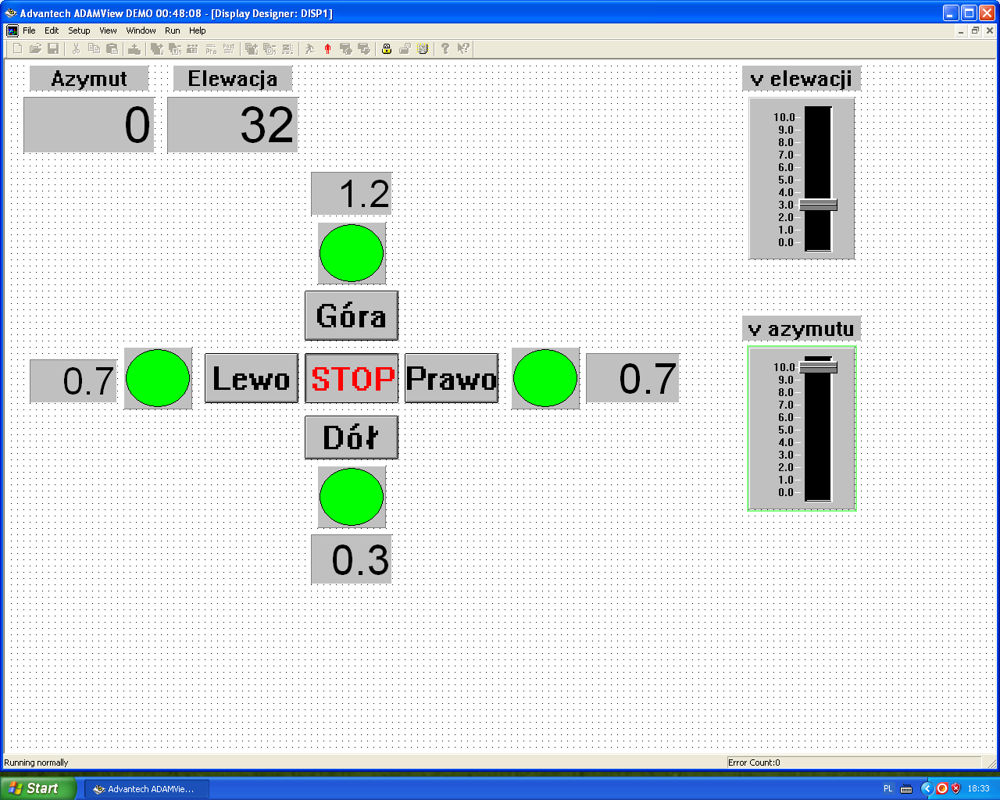 Advantech ADAMView DEMO 00:48:08 - [Display Designer: DISP1]
File Edit Setup View Window Run Help
Azymut Elewacja v elewacji
0 32
10.0
9.0
8.0
7.0
6.0
5.0
4.0
3.0
2.0
1.0
0.0
1.2
Góra
v azymutu
0.7 Lewo STOP Prawo 0.7
10.0
9.0
8.0
7.0
6.0
5.0
4.0
3.0
2.0
1.0
0.0
Dół
0.3
Running normally Error Count:0
Start Advantech ADAMVie... PL 18:33